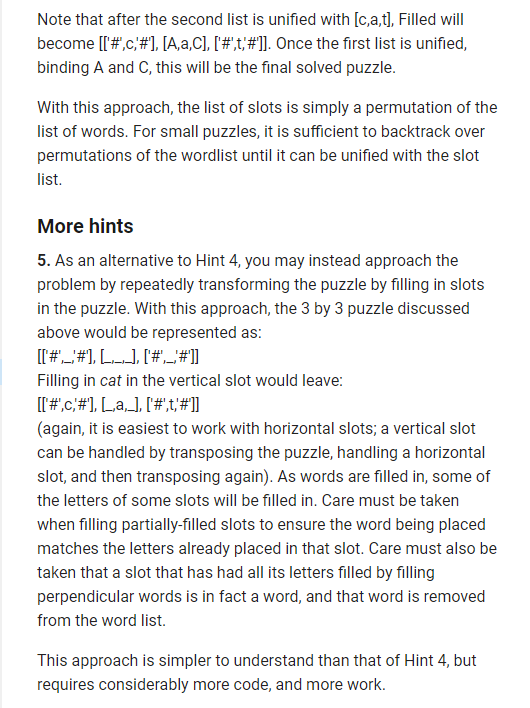 Note that after the second list is unified with [c,a,t], Filled will
become [['#',c,'#'], [A,a,C], ['#',t,'#']]. Once the first list is unified,
binding A and C, this will be the final solved puzzle.
With this approach, the list of slots is simply a permutation of the
list of words. For small puzzles, it is sufficient to backtrack over
permutations of the wordlist until it can be unified with the slot
list.
More hints
5. As an alternative to Hint 4, you may instead approach the
problem by repeatedly transforming the puzzle by filling in slots
in the puzzle. With this approach, the 3 by 3 puzzle discussed
above would be represented as:
[['#',_,'#'], [_,_,_], ['#',_,'#']]
Filling in cat in the vertical slot would leave:
[['#',c,'#'], [_,a,_], ['#',t,'#']]
(again, it is easiest to work with horizontal slots; a vertical slot
can be handled by transposing the puzzle, handling a horizontal
slot, and then transposing again). As words are filled in, some of
the letters of some slots will be filled in. Care must be taken
when filling partially-filled slots to ensure the word being placed
matches the letters already placed in that slot. Care must also be
taken that a slot that has had all its letters filled by filling
perpendicular words is in fact a word, and that word is removed
from the word list.
This approach is simpler to understand than that of Hint 4, but
requires considerably more code, and more work.